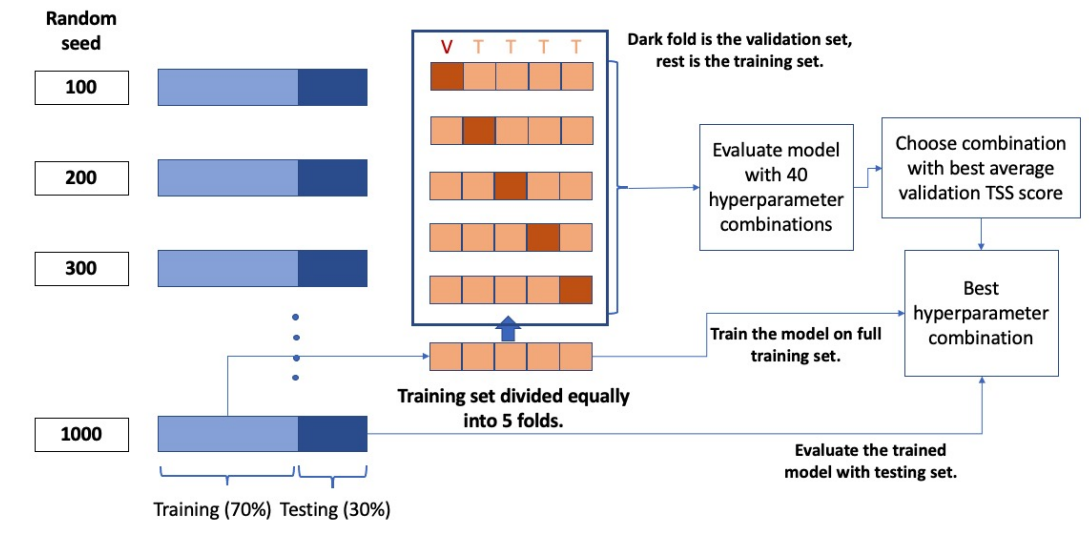 Random
seed
100
200
300
1000
Training (70%)
Testing (30%)
V T T T T
Dark fold is the validation set,
rest is the training set.
Training set divided equally
into 5 folds.
Evaluate model
with 40
hyperparameter
combinations
Choose combination
with best average
validation TSS score
Best
hyperparameter
combination
Train the model on full
training set.
Evaluate the trained
model with testing set.